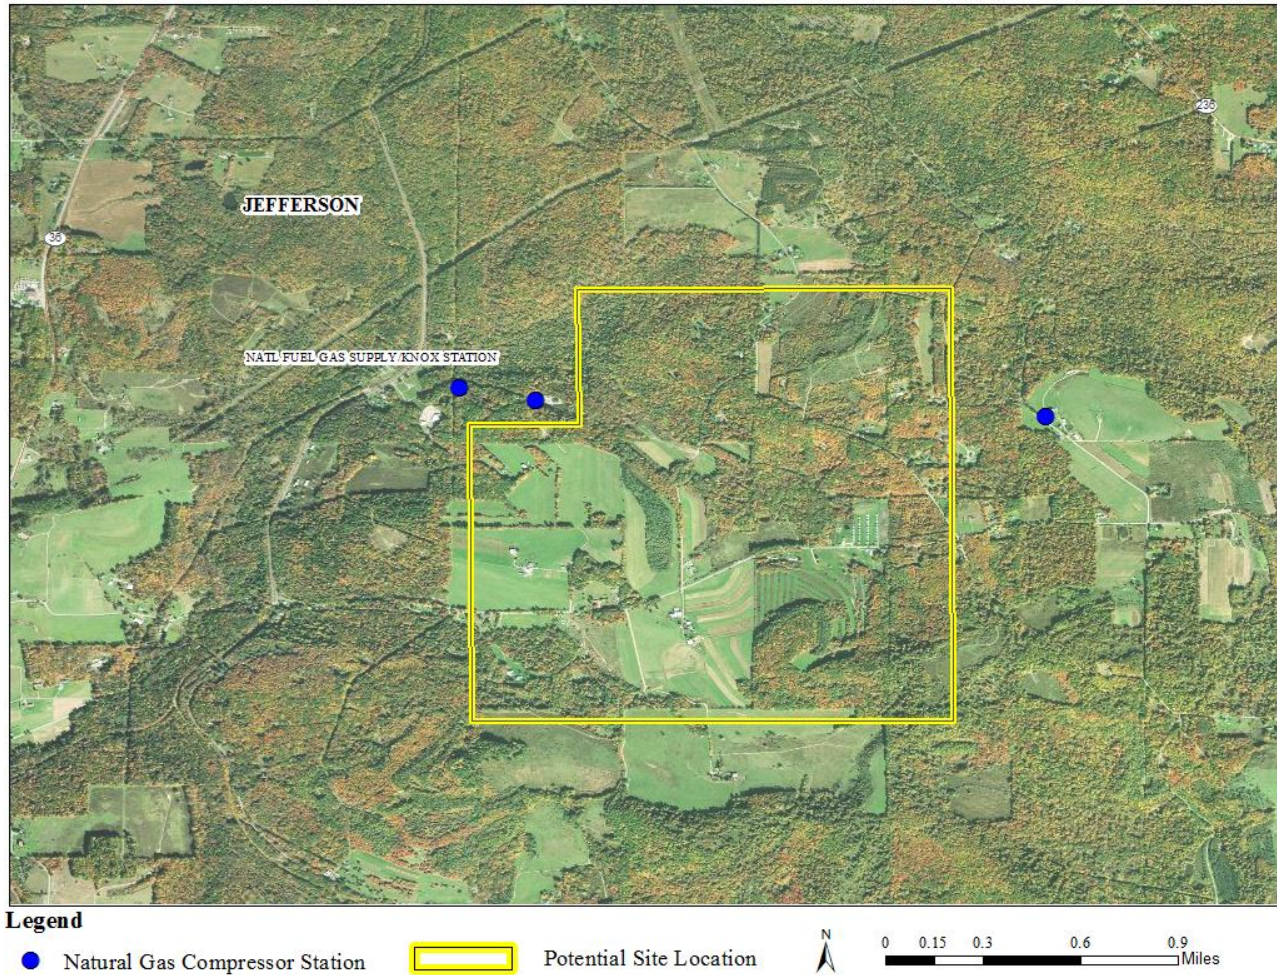 236
JEFFERSON
36
NATL FUEL GAS SUPPLY/KNOX STATION
Legend
Natural Gas Compressor Station
Potential Site Location
N
0 0.15 0.3 0.6 0.9
Miles